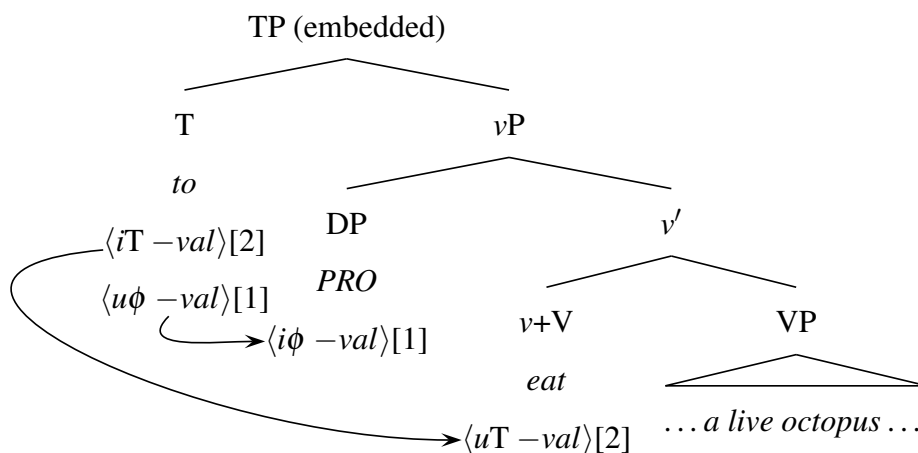 TP (embedded)
T
vP
to
DP
v′
⟨iT −val⟩[2]
PRO
⟨uϕ −val⟩[1]
v+V
VP
⟨iϕ −val⟩[1]
eat
⟨uT −val⟩[2]
…a live octopus…